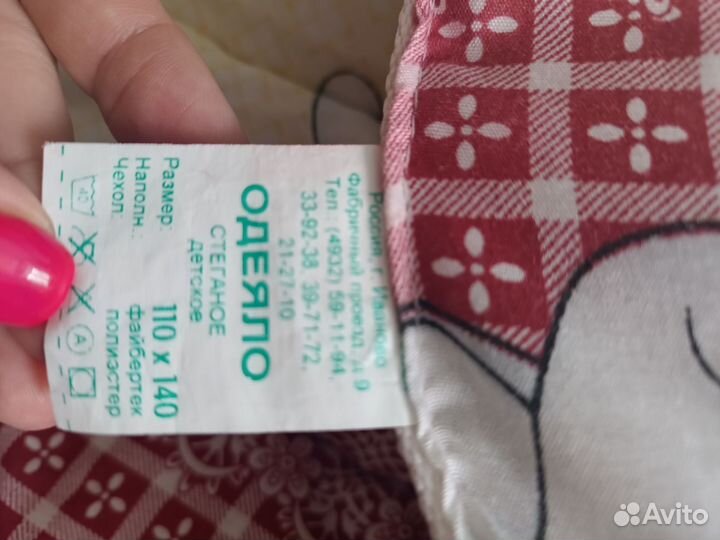 Россия, г. Иваново
Фабричный проезд, д. 9
Тел.: (4932) 59-11-94,
33-92-38, 39-71-72,
21-27-10
ОДЕЯЛО
СТЕГАНОЕ
детское
Размер: 110 х 140
Наполн.: файбертек
Чехол: полиэстер
40
A
Avito